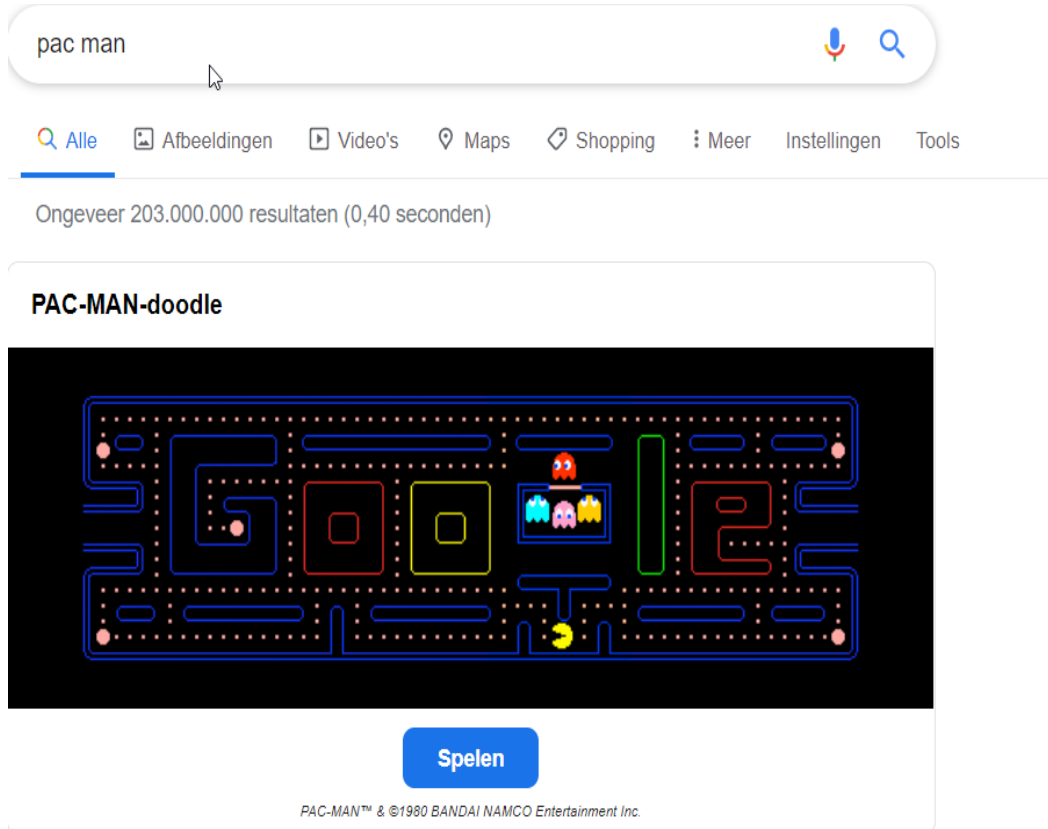 pac man
Alle Afbeeldingen Video's Maps Shopping Meer Instellingen Tools
Ongeveer 203.000.000 resultaten (0,40 seconden)
PAC-MAN-doodle
Google
Spelen
PAC-MAN™ & ©1980 BANDAI NAMCO Entertainment Inc.